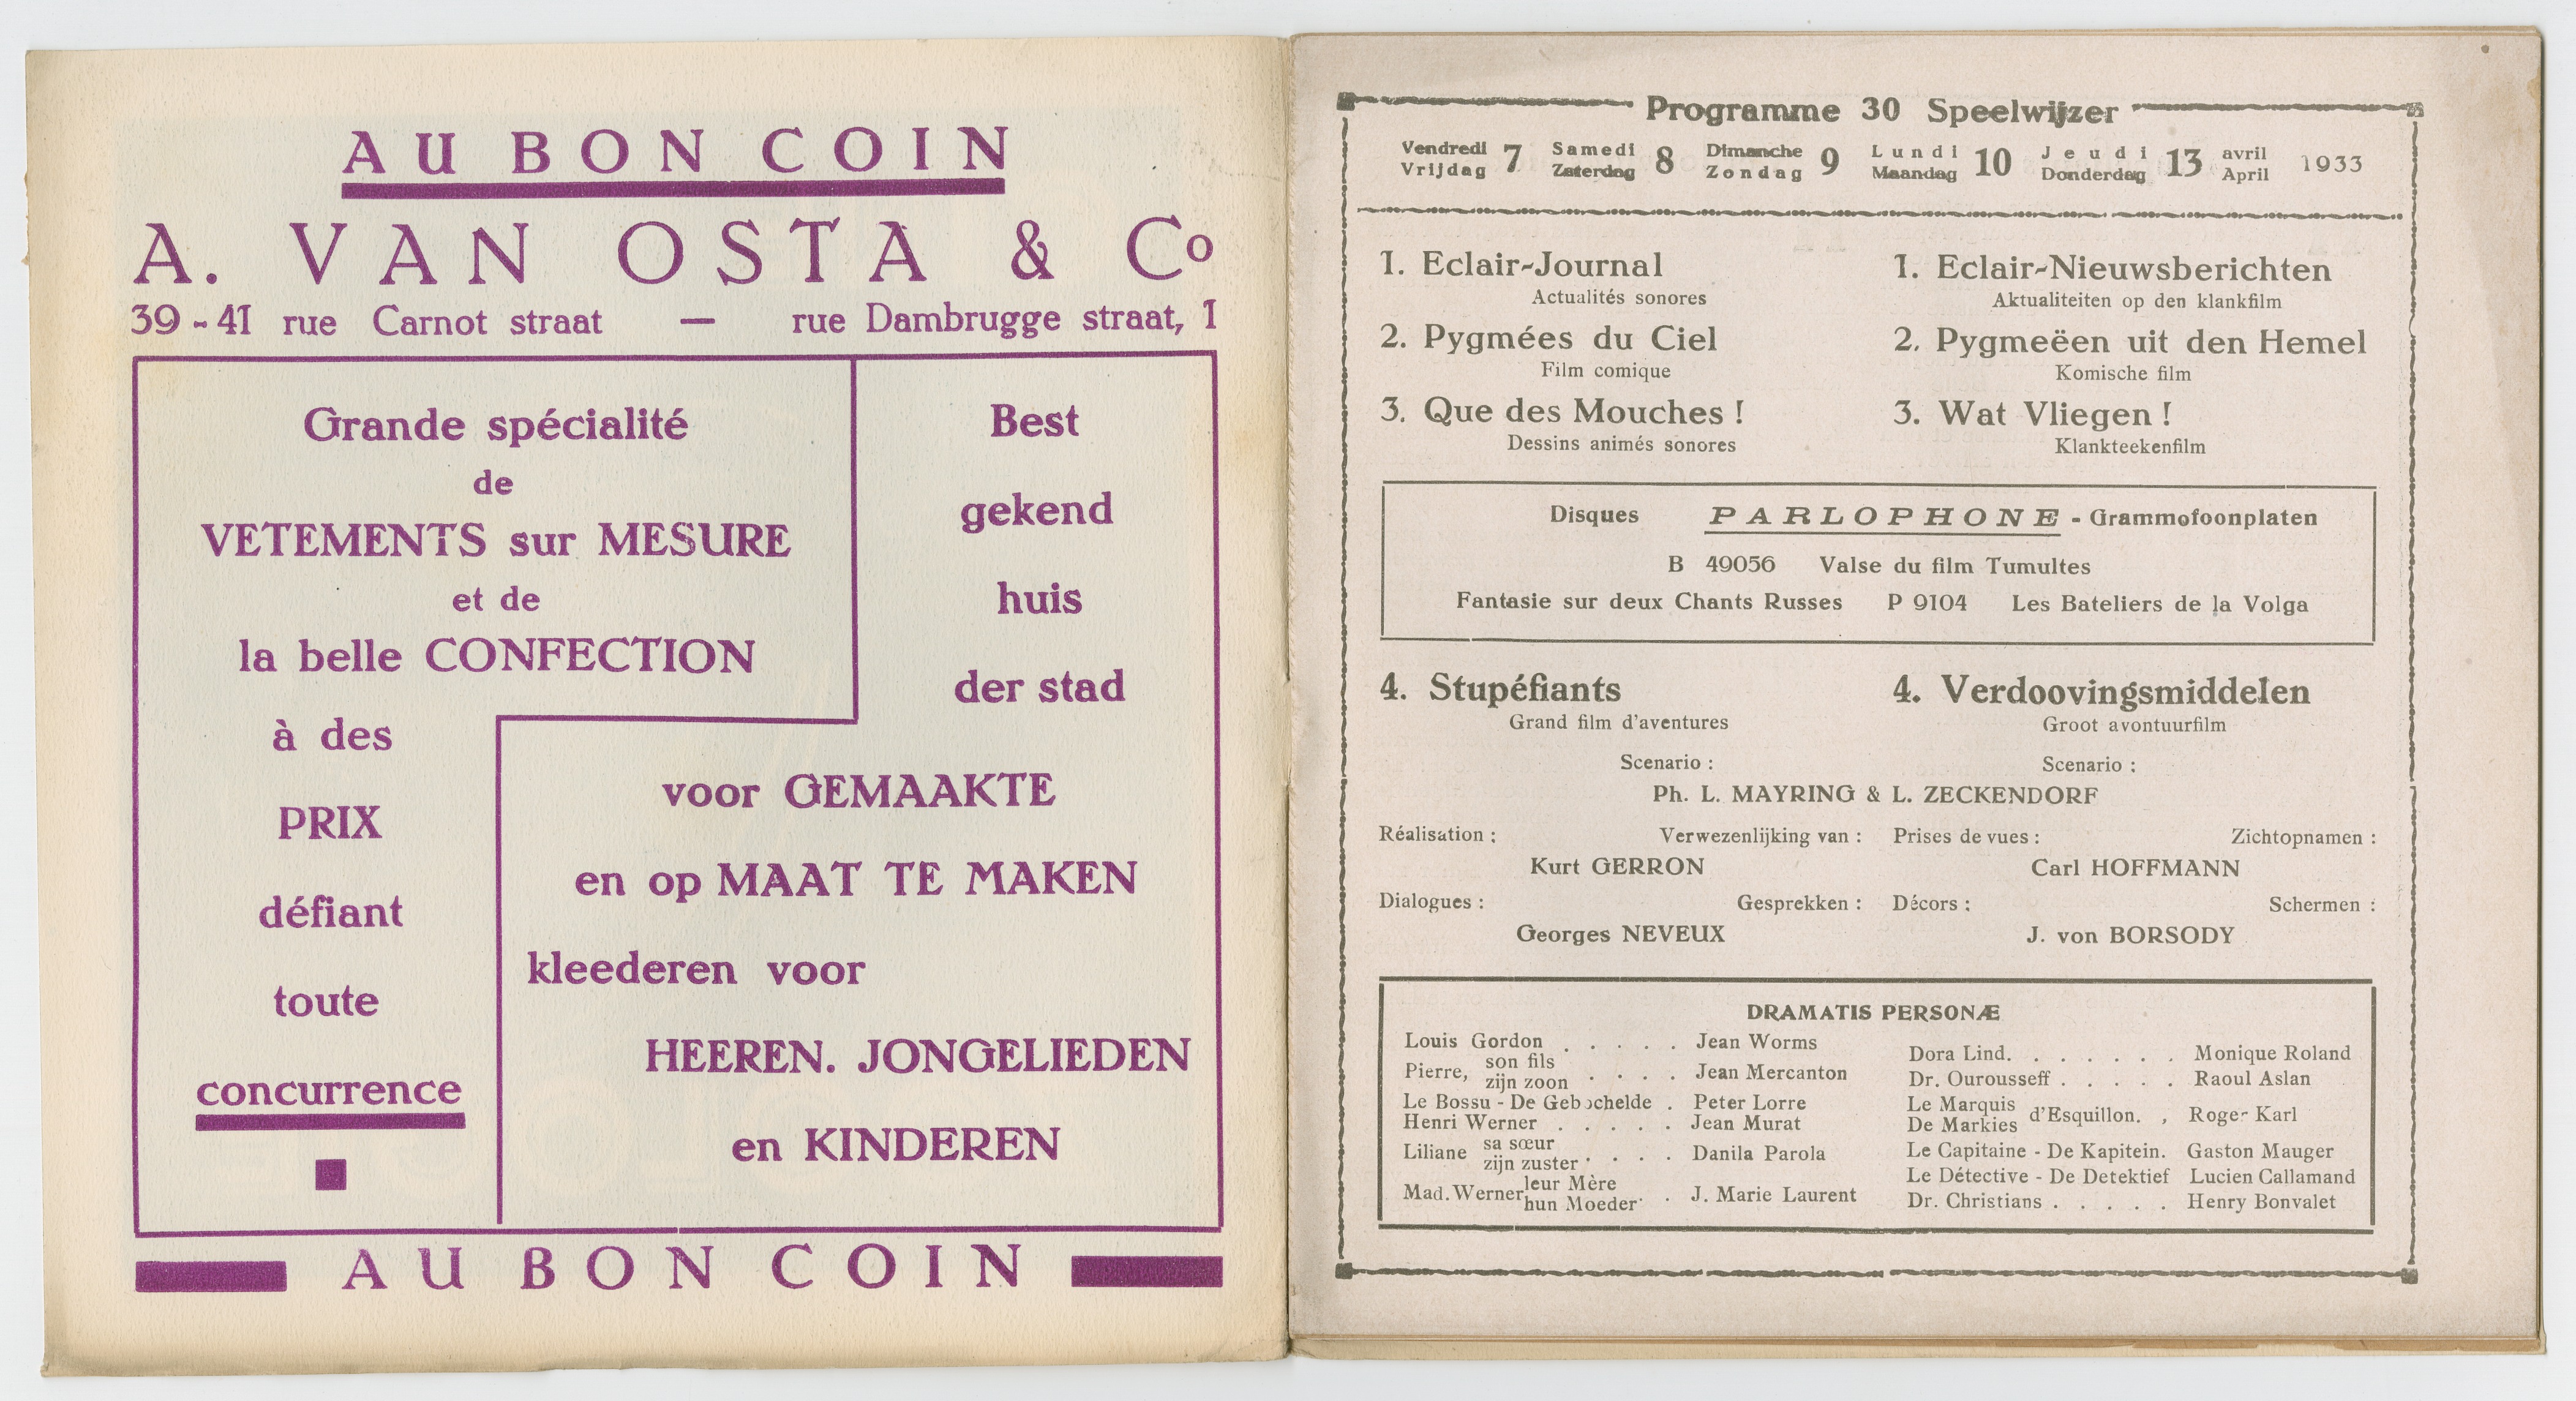 AU BON COIN
A. VAN OSTA & Co
39-41 rue Carnot straat — rue Dambrugge straat, 1
Grande spécialité
de
VETEMENTS sur MESURE
et de
la belle CONFECTION
à des
PRIX
défiant
toute
concurrence
Best
gekend
huis
der stad
voor GEMAAKTE
en op MAAT TE MAKEN
kleederen voor
HEEREN. JONGELIEDEN
en KINDEREN
AU BON COIN
Programme 30 Speelwijzer
Vendredi Vrijdag 7 Samedi Zaterdag 8 Dimanche Zondag 9 Lundi Maandag 10 Jeudi Donderdag 13 avril April 1933
1. Eclair-Journal
Actualités sonores
2. Pygmées du Ciel
Film comique
3. Que des Mouches !
Dessins animés sonores
1. Eclair-Nieuwsberichten
Aktualiteiten op den klankfilm
2. Pygmeëen uit den Hemel
Komische film
3. Wat Vliegen !
Klankteekenfilm
Disques PARLOPHONE - Grammofoonplaten
B 49056 Valse du film Tumultes
Fantasie sur deux Chants Russes P 9104 Les Bateliers de la Volga
4. Stupéfiants
Grand film d'aventures
Scenario :
4. Verdoovingsmiddelen
Groot avontuurfilm
Scenario :
Ph. L. MAYRING & L. ZECKENDORF
Réalisation : Verwezenlijking van : Prises de vues : Zichtopnamen :
Kurt GERRON Carl HOFFMANN
Dialogues : Gesprekken : Décors : Schermen :
Georges NEVEUX J. von BORSODY
DRAMATIS PERSONÆ
Louis Gordon . . . . . Jean Worms
Pierre, son fils zijn zoon . . . . Jean Mercanton
Le Bossu - De Gebochelde . Peter Lorre
Henri Werner . . . . . Jean Murat
Liliane sa sœur zijn zuster . . . . Danila Parola
Mad. Werner leur Mère hun Moeder . . J. Marie Laurent
Dora Lind. . . . . . . Monique Roland
Dr. Ourousseff . . . . . Raoul Aslan
Le Marquis De Markies d'Esquillon. , Roger Karl
Le Capitaine - De Kapitein. Gaston Mauger
Le Détective - De Detektief Lucien Callamand
Dr. Christians . . . . . Henry Bonvalet